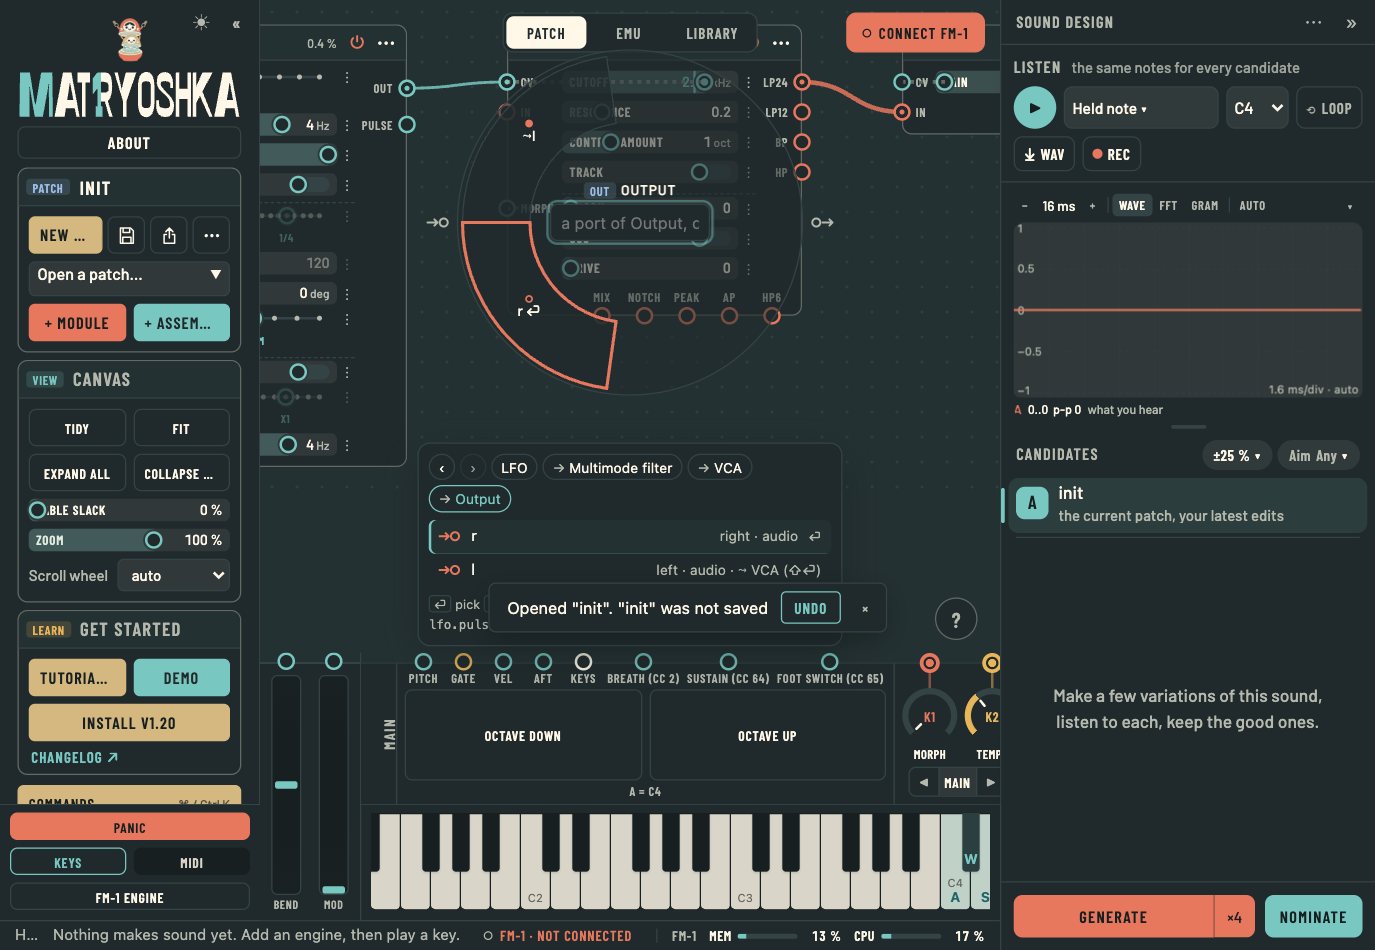 MATRYOSHKA
ABOUT
PATCH INIT
NEW ...
Open a patch...
+ MODULE
+ ASSEM...
VIEW CANVAS
TIDY
FIT
EXPAND ALL
COLLAPSE ...
BLE SLACK 0 %
ZOOM 100 %
Scroll wheel auto
LEARN GET STARTED
TUTORIA...
DEMO
INSTALL V1.20
CHANGELOG ↗
COMMANDS ⌘ / Ctrl K
PANIC
KEYS
MIDI
FM-1 ENGINE
PATCH
EMU
LIBRARY
CONNECT FM-1
0.4 %
OUT
PULSE
4 Hz
1/4
120
0 deg
X1
4 Hz
CUTOFF
LP24
IN
0.2
LP12
AMOUNT 1 oct
BP
TRACK
HP
OUT OUTPUT
a port of Output, c
0
DRIVE 0
MIX NOTCH PEAK AP HP6
~l
r ↵
CV
IN
‹ › LFO → Multimode filter → VCA
→ Output
r right · audio ↵
l left · audio · ~ VCA (⇧↵)
↵ pick
lfo.puls
Opened "init". "init" was not saved UNDO ×
?
PITCH GATE VEL AFT KEYS BREATH (CC 2) SUSTAIN (CC 64) FOOT SWITCH (CC 65)
MAIN
OCTAVE DOWN
OCTAVE UP
A = C4
K1
K2
MORPH
TEMP
◀ MAIN ▶
BEND
MOD
C2
C3
C4
A
W
S
H... Nothing makes sound yet. Add an engine, then play a key.
FM-1 · NOT CONNECTED
FM-1 MEM 13 % CPU 17 %
SOUND DESIGN
LISTEN the same notes for every candidate
Held note
C4
LOOP
WAV
REC
- 16 ms + WAVE FFT GRAM AUTO
1
0.5
0
-0.5
-1
1.6 ms/div · auto
A 0..0 p-p 0 what you hear
CANDIDATES ±25 % Aim Any
A init
the current patch, your latest edits
Make a few variations of this sound,
listen to each, keep the good ones.
GENERATE ×4
NOMINATE